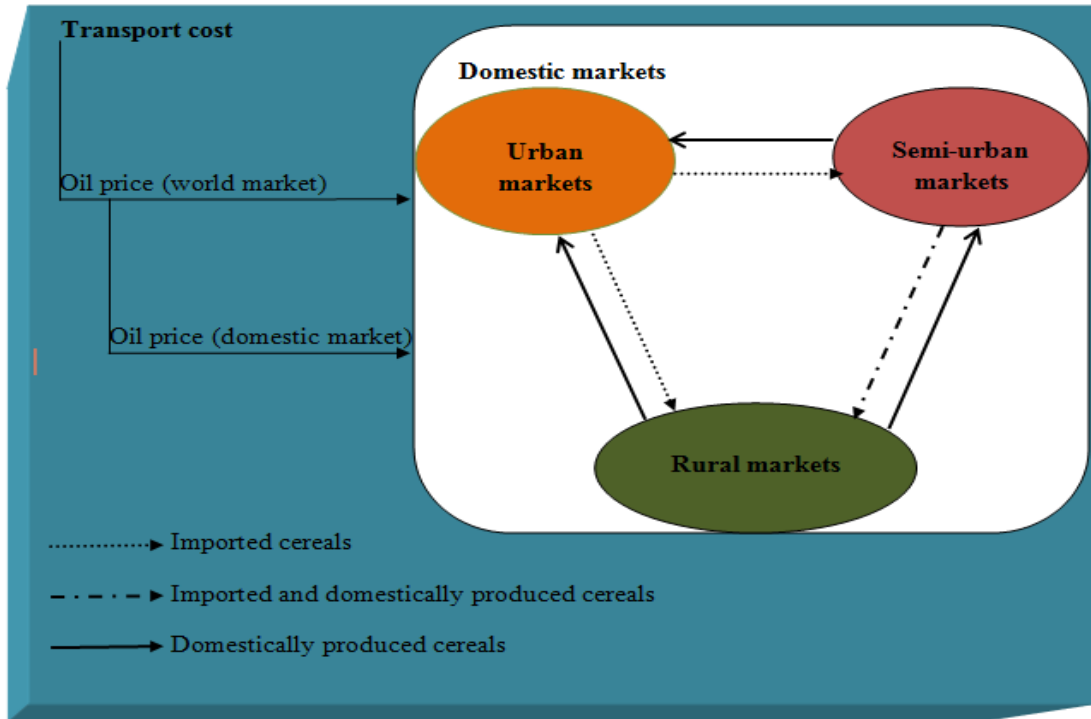 Transport cost
Domestic markets
Urban
markets
Semi-urban
markets
Oil price (world market)
Oil price (domestic market)
Rural markets
Imported cereals
Imported and domestically produced cereals
Domestically produced cereals